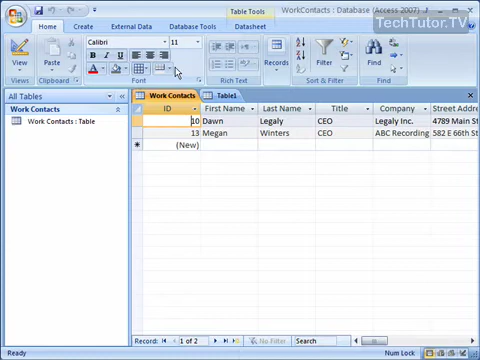 TechTutor.TV
Table Tools
WorkContacts : Database (Access 2007)
Home
Create
External Data
Database Tools
Datasheet
Calibri
11
B I U
A
Views
Paste
Records
Filter
Find
Views
Clipboard
Font
Rich Text
Sort & Filter
Find
All Tables
Work Contacts
Work Contacts : Table
Work Contacts
Table1
ID First Name Last Name Title Company Street Addre
10 Dawn Legaly CEO Legaly Inc. 4789 Main St
13 Megan Winters CEO ABC Recording 582 E 66th S
(New)
Record: 1 of 2 No Filter Search
Ready
Num Lock